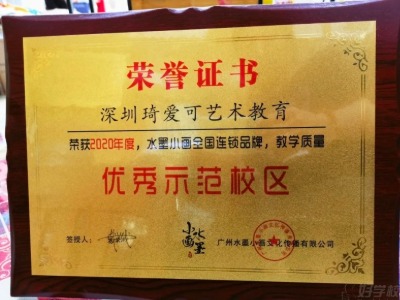 荣誉证书
深圳琦爱可艺术教育
荣获2020年度，水墨小画全国连锁品牌，教学质量
优秀示范校区
签授人：
水墨小画
广州水墨小画文化传播有限公司
好学校